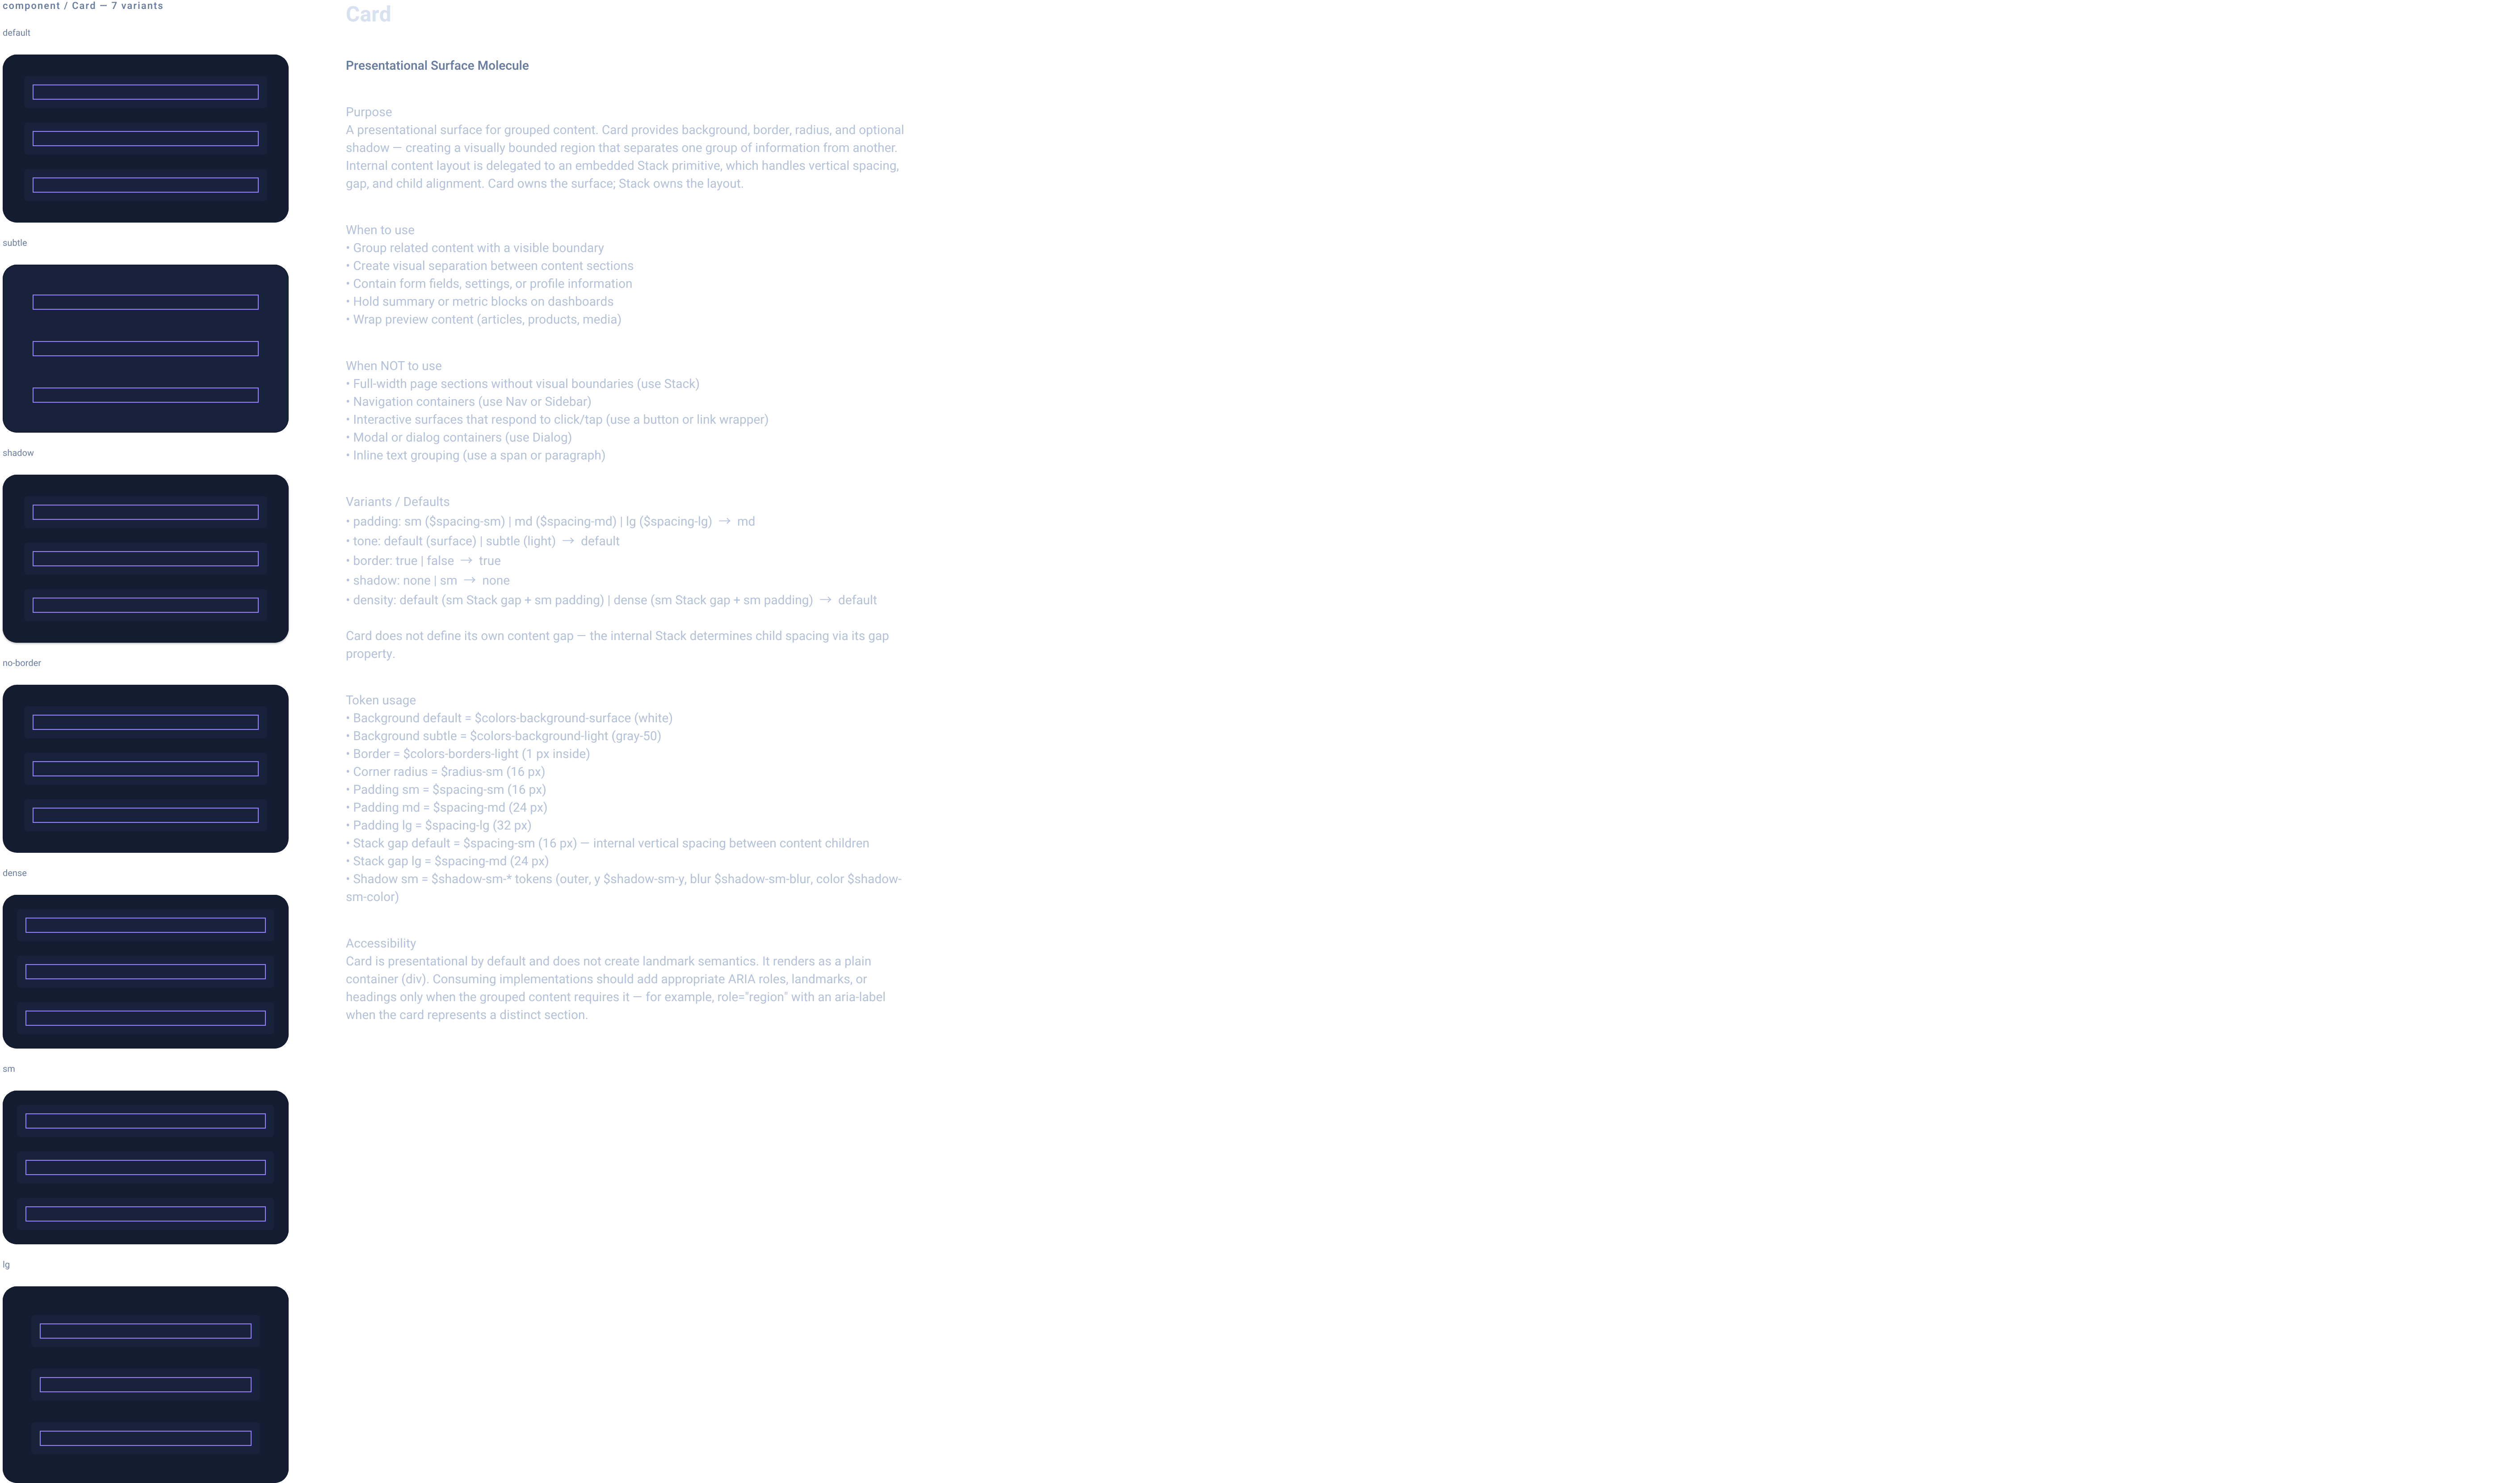 component / Card — 7 variants
default
subtle
shadow
no-border
dense
sm
lg
Card
Presentational Surface Molecule
Purpose
A presentational surface for grouped content. Card provides background, border, radius, and optional
shadow — creating a visually bounded region that separates one group of information from another.
Internal content layout is delegated to an embedded Stack primitive, which handles vertical spacing,
gap, and child alignment. Card owns the surface; Stack owns the layout.
When to use
• Group related content with a visible boundary
• Create visual separation between content sections
• Contain form fields, settings, or profile information
• Hold summary or metric blocks on dashboards
• Wrap preview content (articles, products, media)
When NOT to use
• Full-width page sections without visual boundaries (use Stack)
• Navigation containers (use Nav or Sidebar)
• Interactive surfaces that respond to click/tap (use a button or link wrapper)
• Modal or dialog containers (use Dialog)
• Inline text grouping (use a span or paragraph)
Variants / Defaults
• padding: sm ($spacing-sm) | md ($spacing-md) | lg ($spacing-lg) → md
• tone: default (surface) | subtle (light) → default
• border: true | false → true
• shadow: none | sm → none
• density: default (sm Stack gap + sm padding) | dense (sm Stack gap + sm padding) → default
Card does not define its own content gap — the internal Stack determines child spacing via its gap
property.
Token usage
• Background default = $colors-background-surface (white)
• Background subtle = $colors-background-light (gray-50)
• Border = $colors-borders-light (1 px inside)
• Corner radius = $radius-sm (16 px)
• Padding sm = $spacing-sm (16 px)
• Padding md = $spacing-md (24 px)
• Padding lg = $spacing-lg (32 px)
• Stack gap default = $spacing-sm (16 px) — internal vertical spacing between content children
• Stack gap lg = $spacing-md (24 px)
• Shadow sm = $shadow-sm-* tokens (outer, y $shadow-sm-y, blur $shadow-sm-blur, color $shadow-
sm-color)
Accessibility
Card is presentational by default and does not create landmark semantics. It renders as a plain
container (div). Consuming implementations should add appropriate ARIA roles, landmarks, or
headings only when the grouped content requires it — for example, role="region" with an aria-label
when the card represents a distinct section.